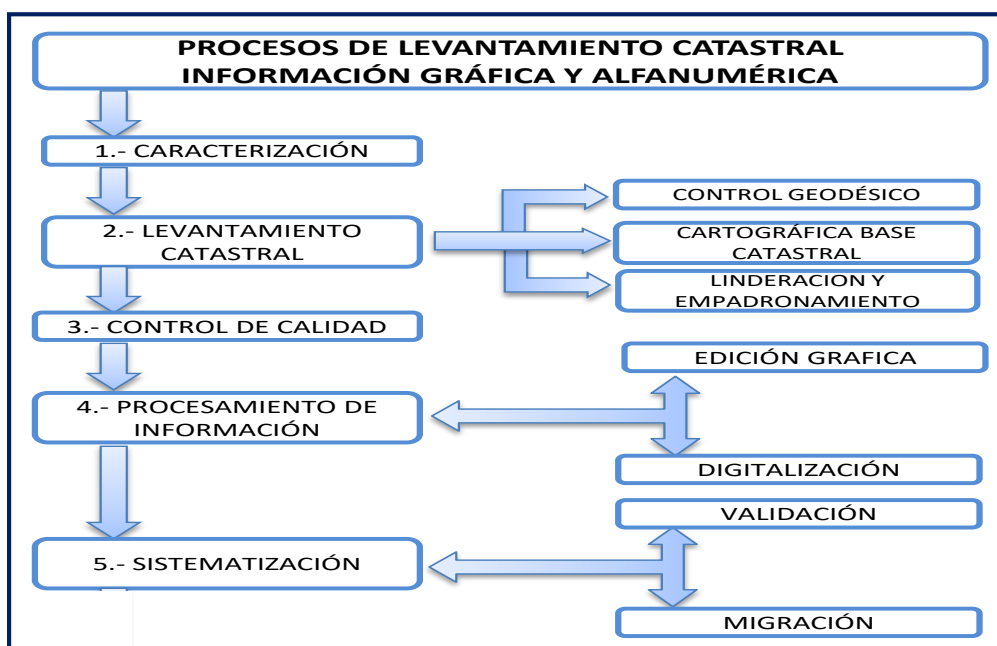 PROCESOS DE LEVANTAMIENTO CATASTRAL
INFORMACIÓN GRÁFICA Y ALFANUMÉRICA
1.- CARACTERIZACIÓN
2.- LEVANTAMIENTO
CATASTRAL
CONTROL GEODÉSICO
CARTOGRÁFICA BASE
CATASTRAL
LINDERACION Y
EMPADRONAMIENTO
3.- CONTROL DE CALIDAD
EDICIÓN GRAFICA
4.- PROCESAMIENTO DE
INFORMACIÓN
DIGITALIZACIÓN
VALIDACIÓN
5.- SISTEMATIZACIÓN
MIGRACIÓN